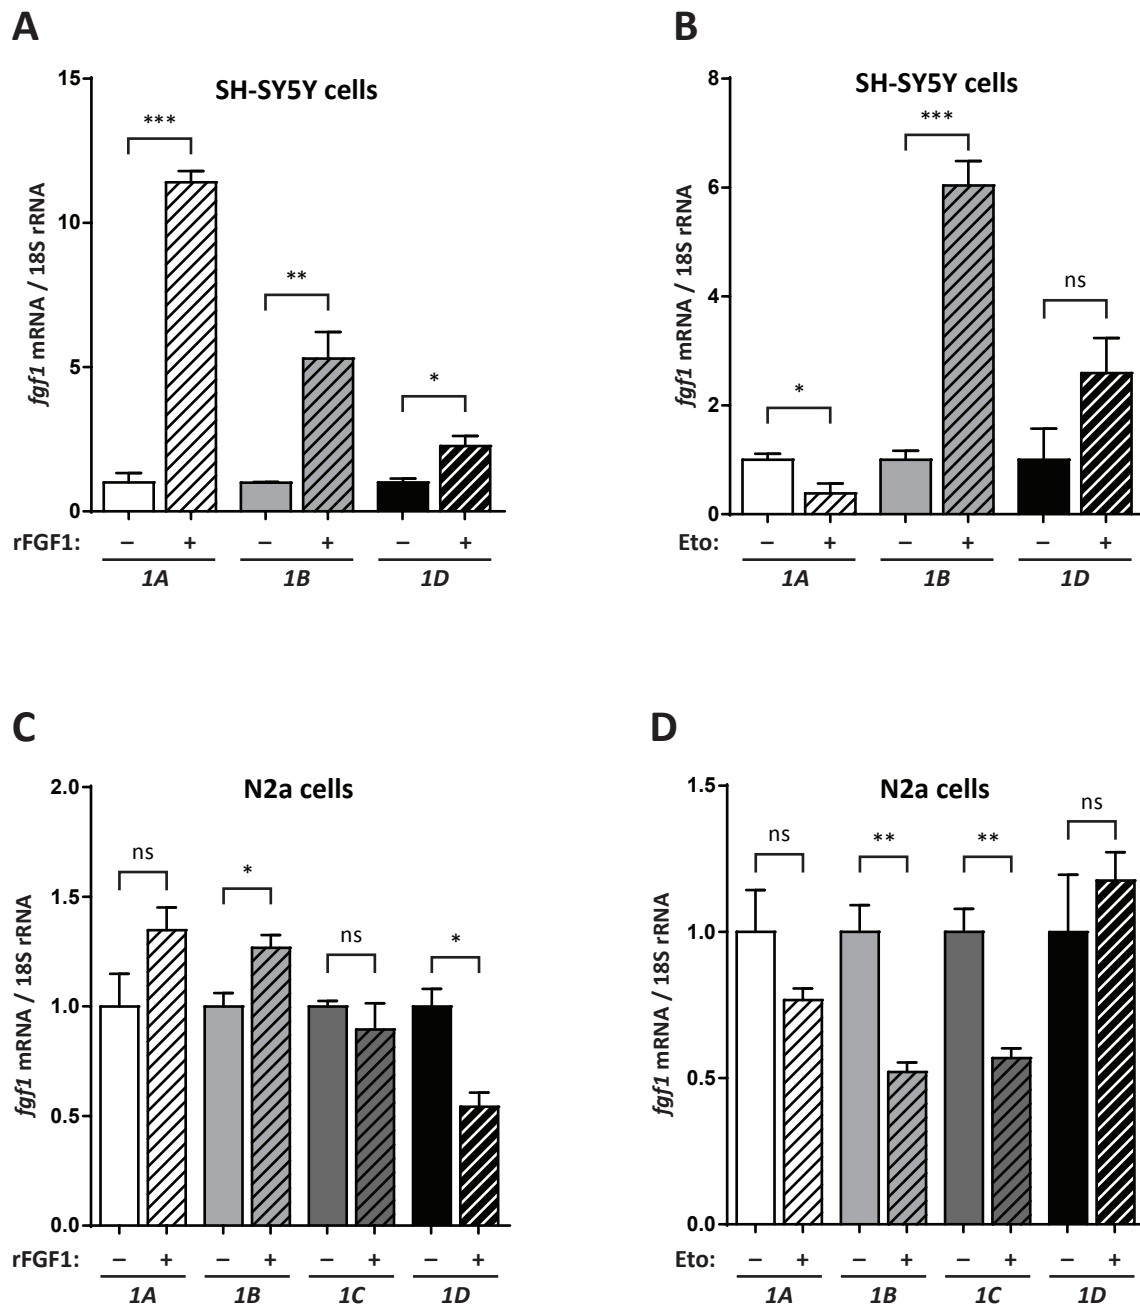 A
SH-SY5Y cells
fgf1 mRNA / 18S rRNA
15
10
5
0
***
**
*
rFGF1: – + – + – +
1A 1B 1D
B
SH-SY5Y cells
fgf1 mRNA / 18S rRNA
8
6
4
2
0
*
***
ns
Eto: – + – + – +
1A 1B 1D
C
N2a cells
fgf1 mRNA / 18S rRNA
2.0
1.5
1.0
0.5
0.0
ns
*
ns
*
rFGF1: – + – + – + – +
1A 1B 1C 1D
D
N2a cells
fgf1 mRNA / 18S rRNA
1.5
1.0
0.5
0.0
ns
**
**
ns
Eto: – + – + – + – +
1A 1B 1C 1D